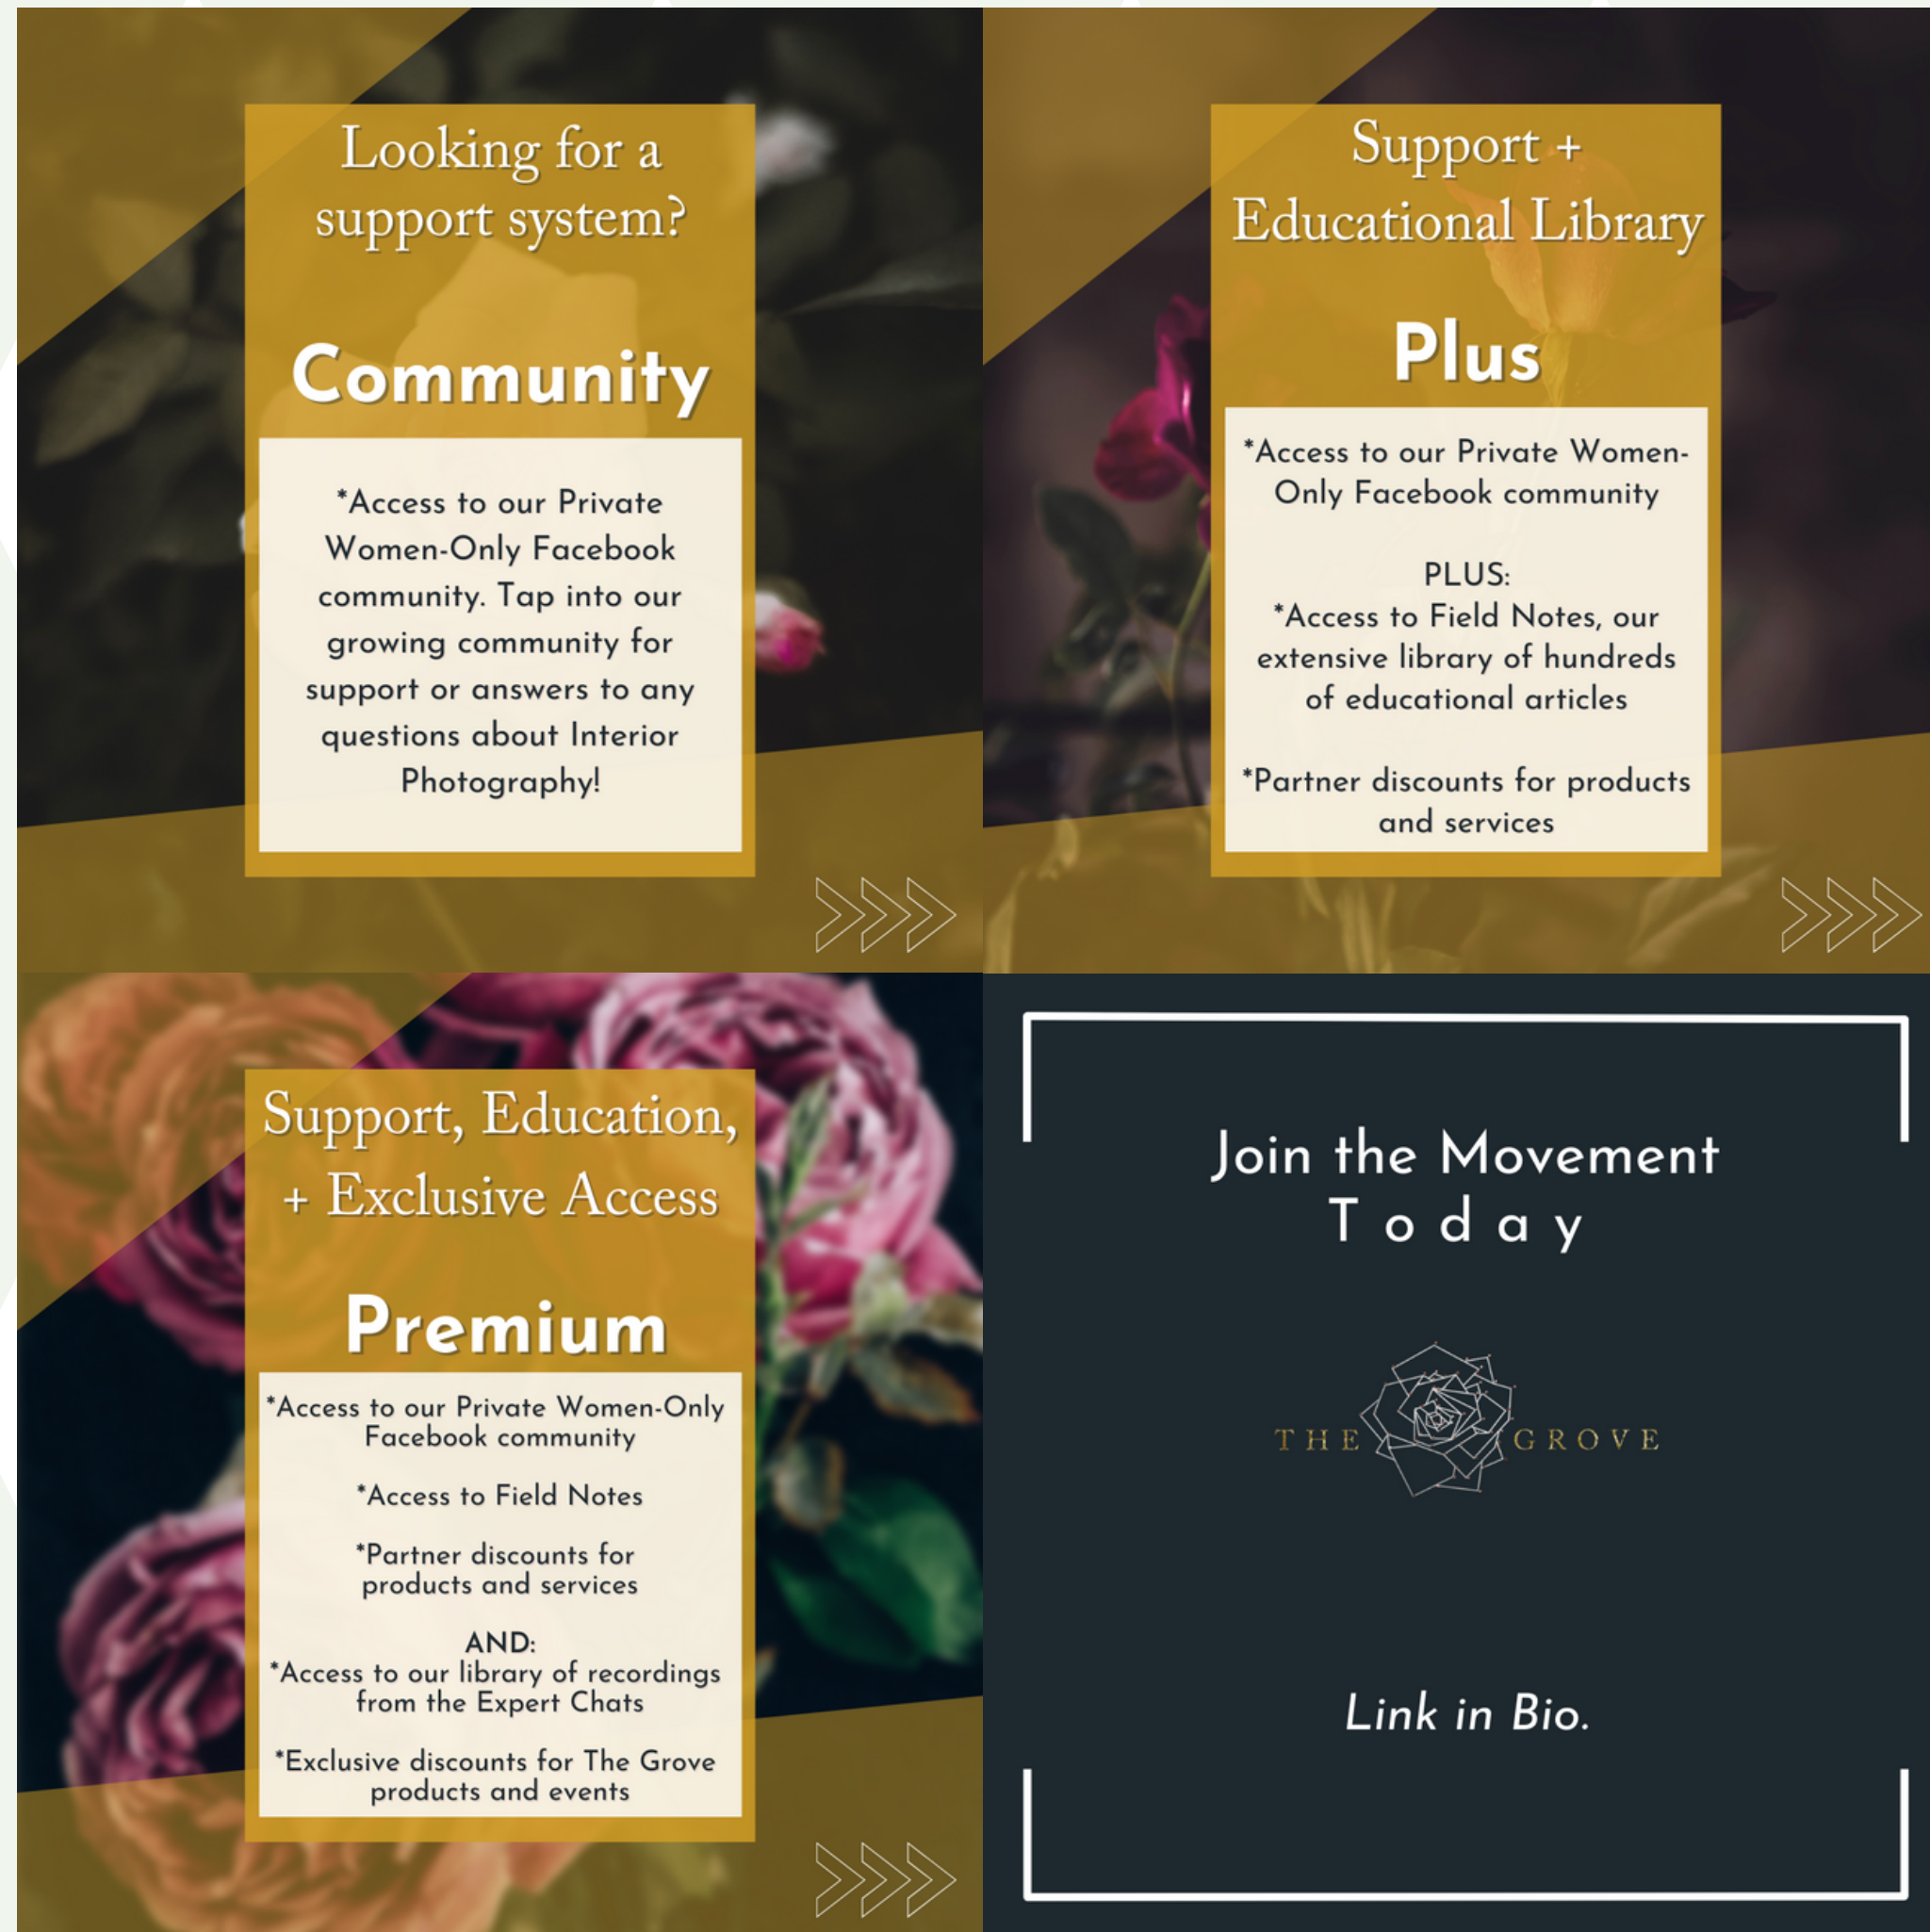 Looking for a
support system?
Community
*Access to our Private
Women-Only Facebook
community. Tap into our
growing community for
support or answers to any
questions about Interior
Photography!
Support +
Educational Library
Plus
*Access to our Private Women-
Only Facebook community
PLUS:
*Access to Field Notes, our
extensive library of hundreds
of educational articles
*Partner discounts for products
and services
Support, Education,
+ Exclusive Access
Premium
*Access to our Private Women-Only
Facebook community
*Access to Field Notes
*Partner discounts for
products and services
AND:
*Access to our library of recordings
from the Expert Chats
*Exclusive discounts for The Grove
products and events
Join the Movement
Today
THE GROVE
Link in Bio.